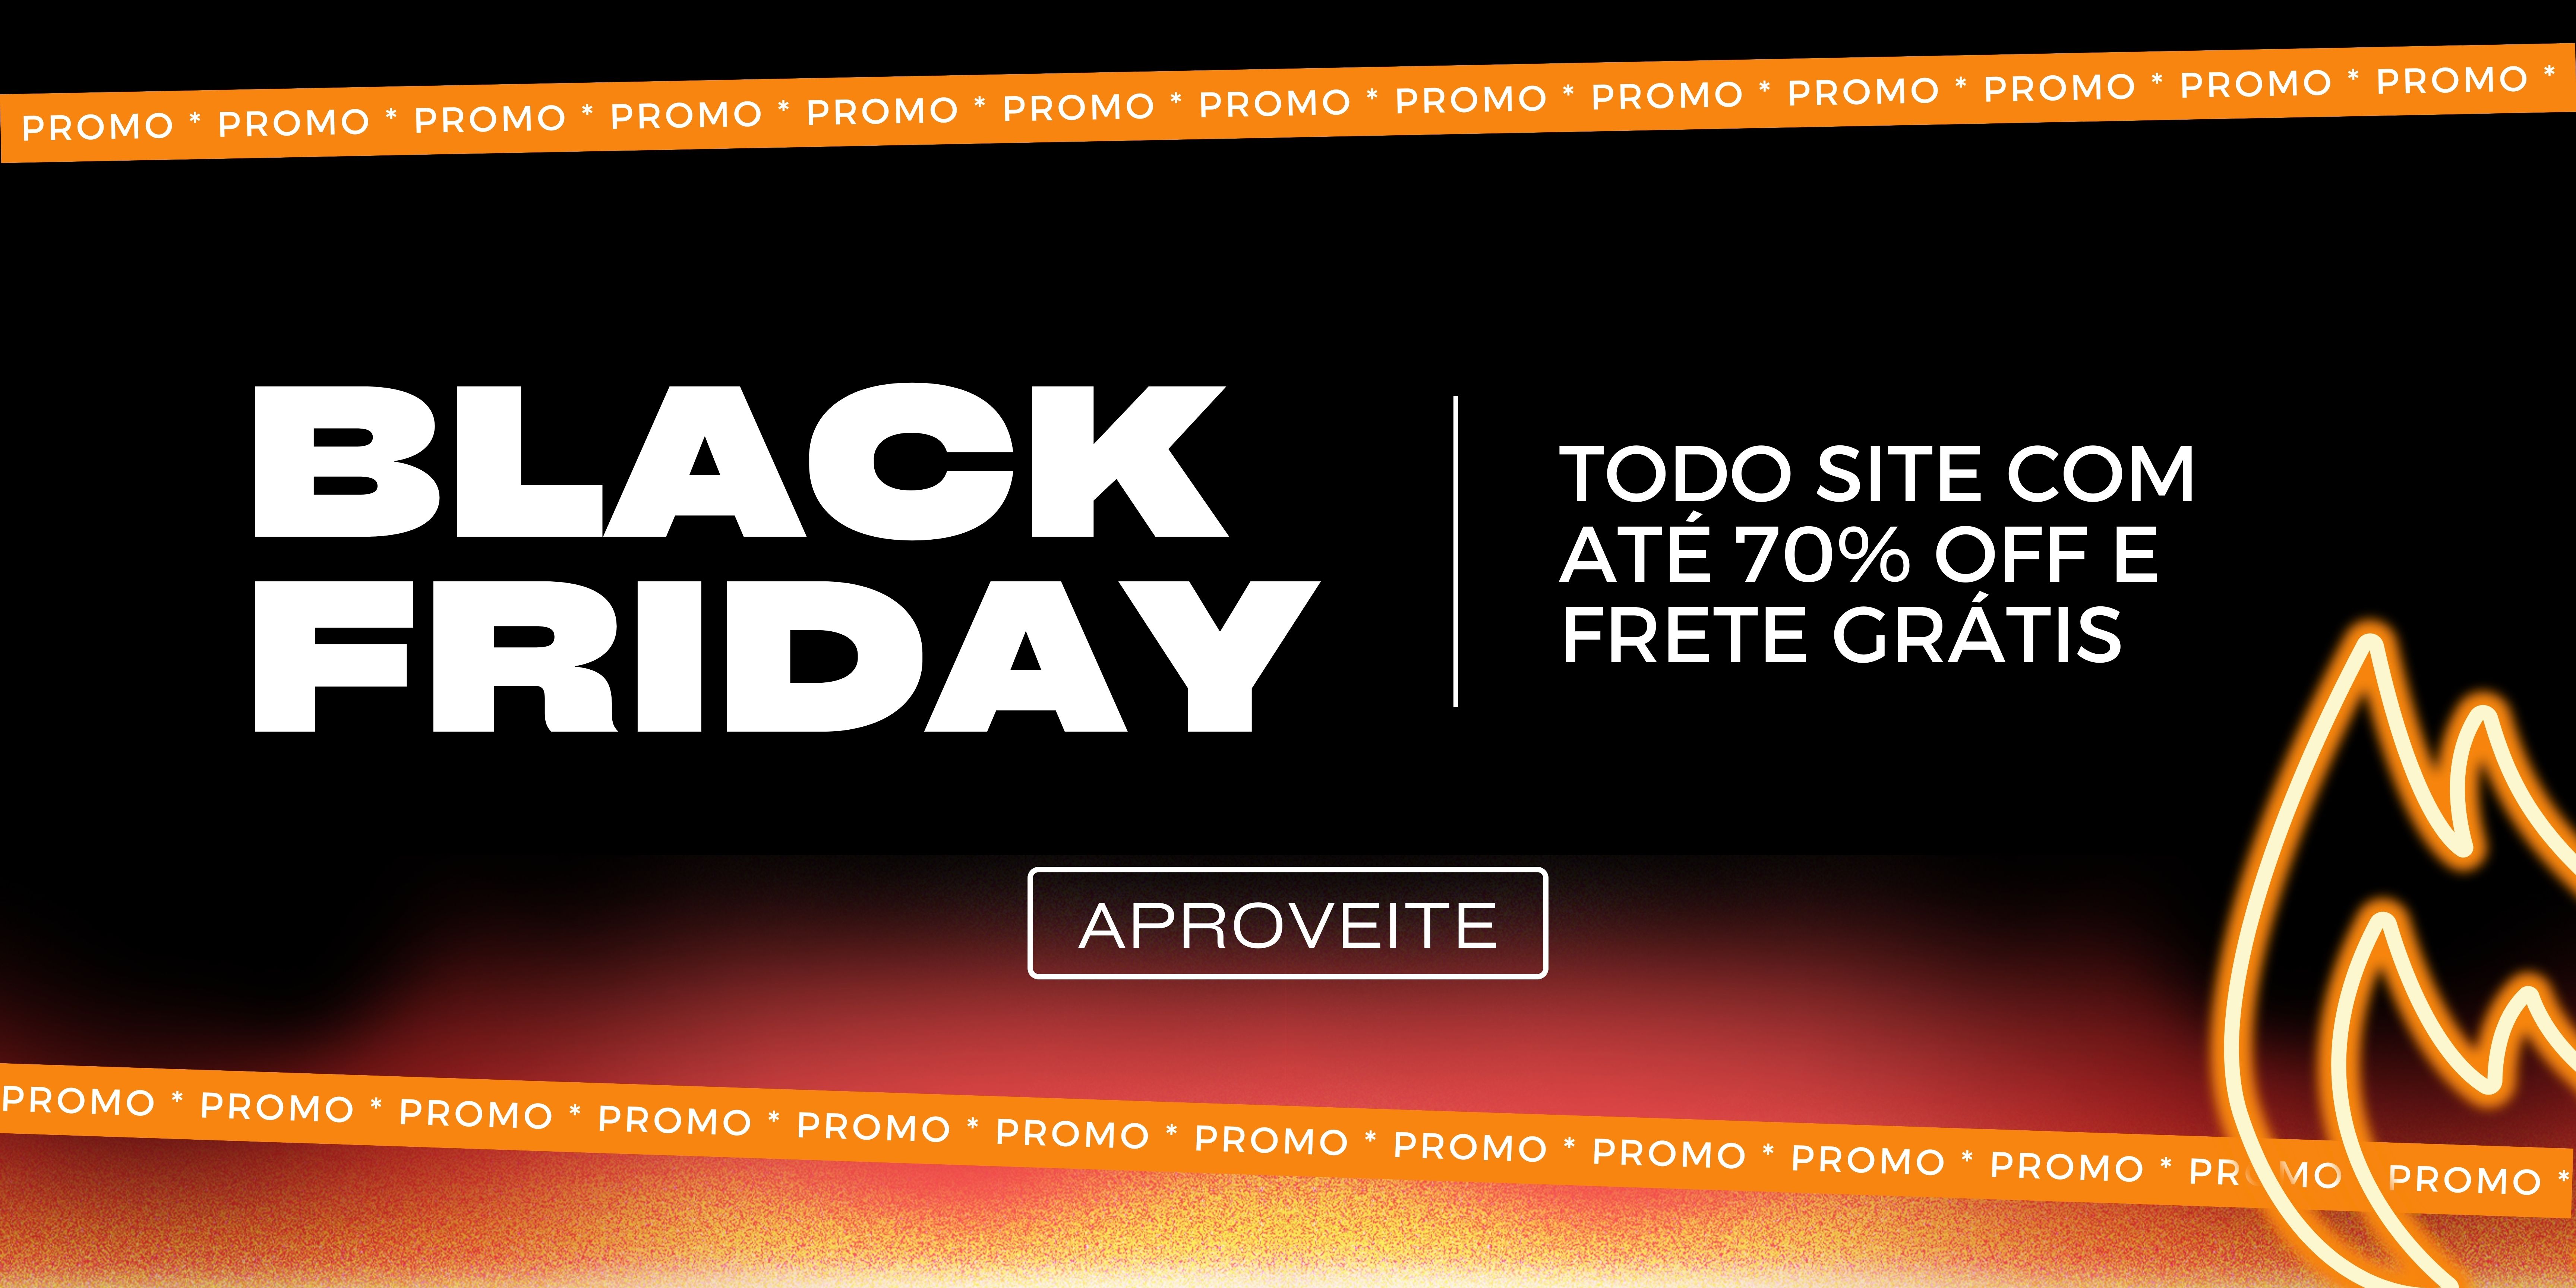 PROMO * PROMO * PROMO * PROMO * PROMO * PROMO * PROMO * PROMO * PROMO * PROMO * PROMO * PROMO * PROMO *
BLACK
FRIDAY
TODO SITE COM
ATÉ 70% OFF E
FRETE GRÁTIS
APROVEITE
PROMO * PROMO * PROMO * PROMO * PROMO * PROMO * PROMO * PROMO * PROMO * PROMO * PROMO * PROMO PROMO *